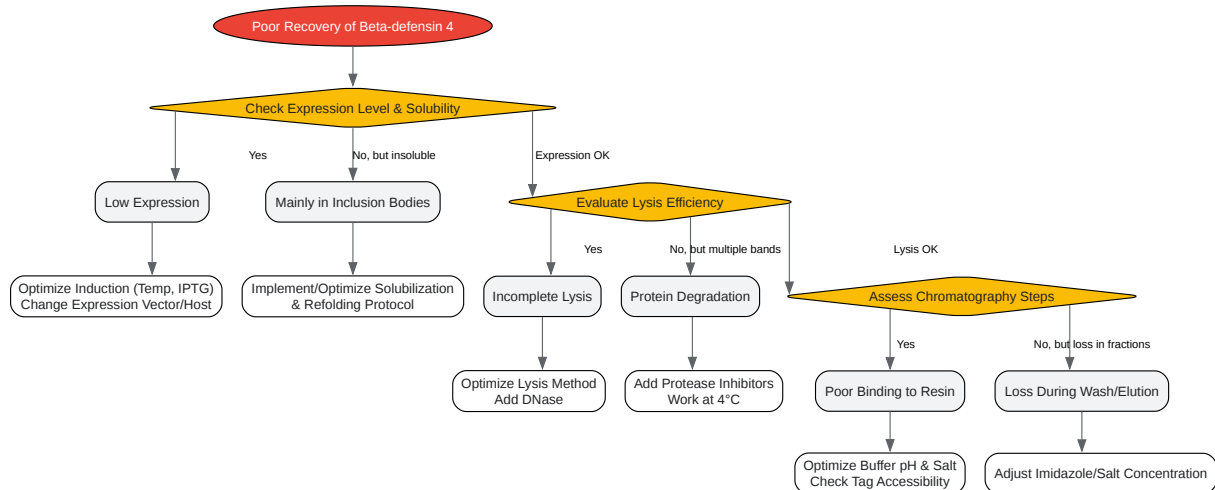 Poor Recovery of Beta-defensin 4
Check Expression Level & Solubility
Yes
No, but insoluble
Expression OK
Low Expression
Mainly in Inclusion Bodies
Evaluate Lysis Efficiency
Yes
No, but multiple bands
Lysis OK
Optimize Induction (Temp, IPTG)
Change Expression Vector/Host
Implement/Optimize Solubilization
& Refolding Protocol
Incomplete Lysis
Protein Degradation
Assess Chromatography Steps
Yes
No, but loss in fractions
Optimize Lysis Method
Add DNase
Add Protease Inhibitors
Work at 4°C
Poor Binding to Resin
Loss During Wash/Elution
Optimize Buffer pH & Salt
Check Tag Accessibility
Adjust Imidazole/Salt Concentration